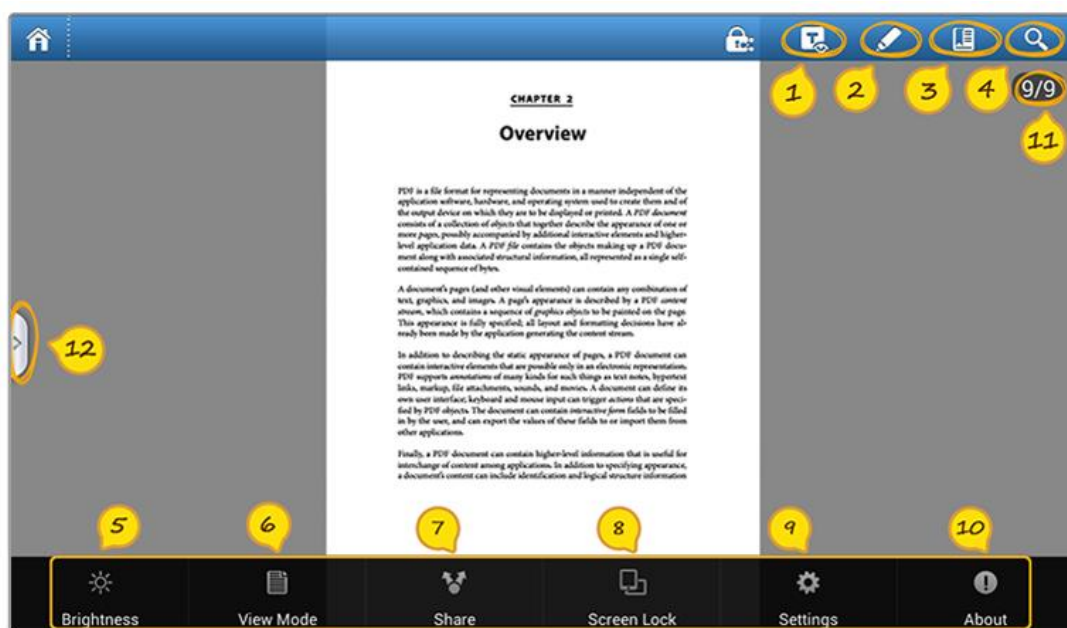 T
1
2
3
4
9/9
11
CHAPTER 2
Overview
PDF is a file format for representing documents in a manner independent of the
application software, hardware, and operating system used to create them and of
the output device on which they are to be displayed or printed. A PDF document
consists of a collection of objects that together describe the appearance of one or
more pages, possibly accompanied by additional interactive elements and higher-
level application data. A PDF file contains the objects making up a PDF docu-
ment along with associated structural information, all represented as a single self-
contained sequence of bytes.
A document's pages (and other visual elements) can contain any combination of
text, graphics, and images. A page's appearance is described by a PDF content
stream, which contains a sequence of graphics objects to be painted on the page.
This appearance is fully specified; all layout and formatting decisions have al-
ready been made by the application generating the content stream.
12
In addition to describing the static appearance of pages, a PDF document can
contain interactive elements that are possible only in an electronic representation.
PDF supports annotations of many kinds for such things as text notes, hypertext
links, markup, file attachments, sounds, and movies. A document can define its
own user interface; keyboard and mouse input can trigger actions that are speci-
fied by PDF objects. The document can contain interactive form fields to be filled
in by the user, and can export the values of these fields to or import them from
other applications.
Finally, a PDF document can contain higher-level information that is useful for
interchange of content among applications. In addition to specifying appearance,
a document's content can include identification and logical structure information
5
6
7
8
9
10
Brightness
View Mode
Share
Screen Lock
Settings
About